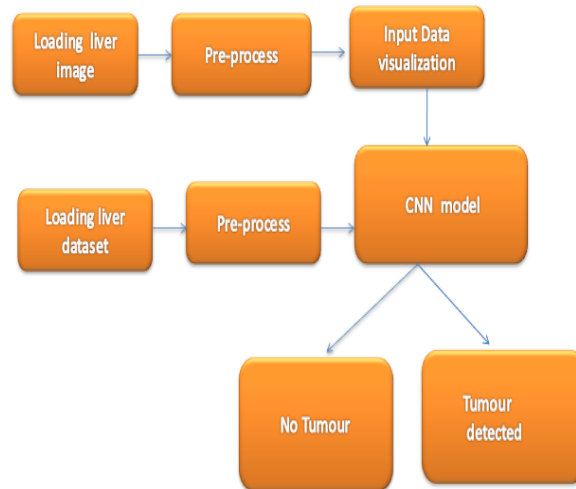 Loading liver
image
Pre-process
Input Data
visualization
Loading liver
dataset
Pre-process
CNN model
No Tumour
Tumour
detected